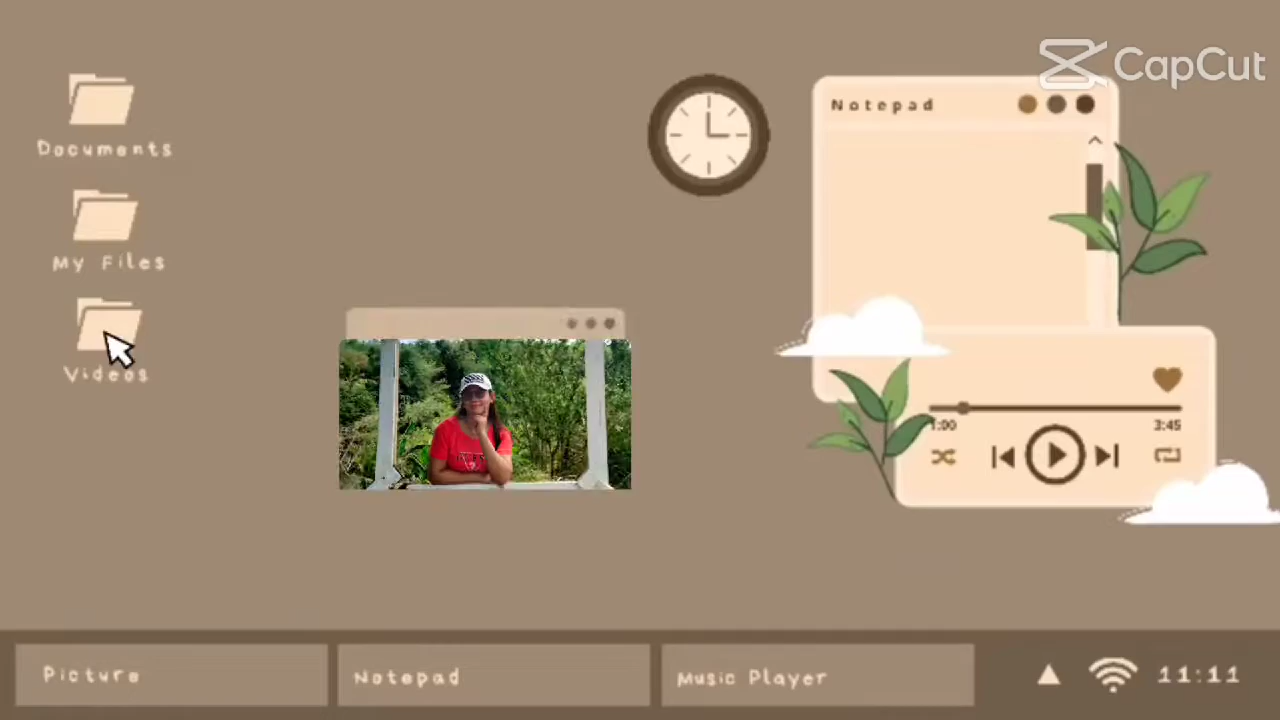 CapCut
Notepad
Documents
My Files
Videos
1:00
3:45
Picture
Notepad
Music Player
11:11